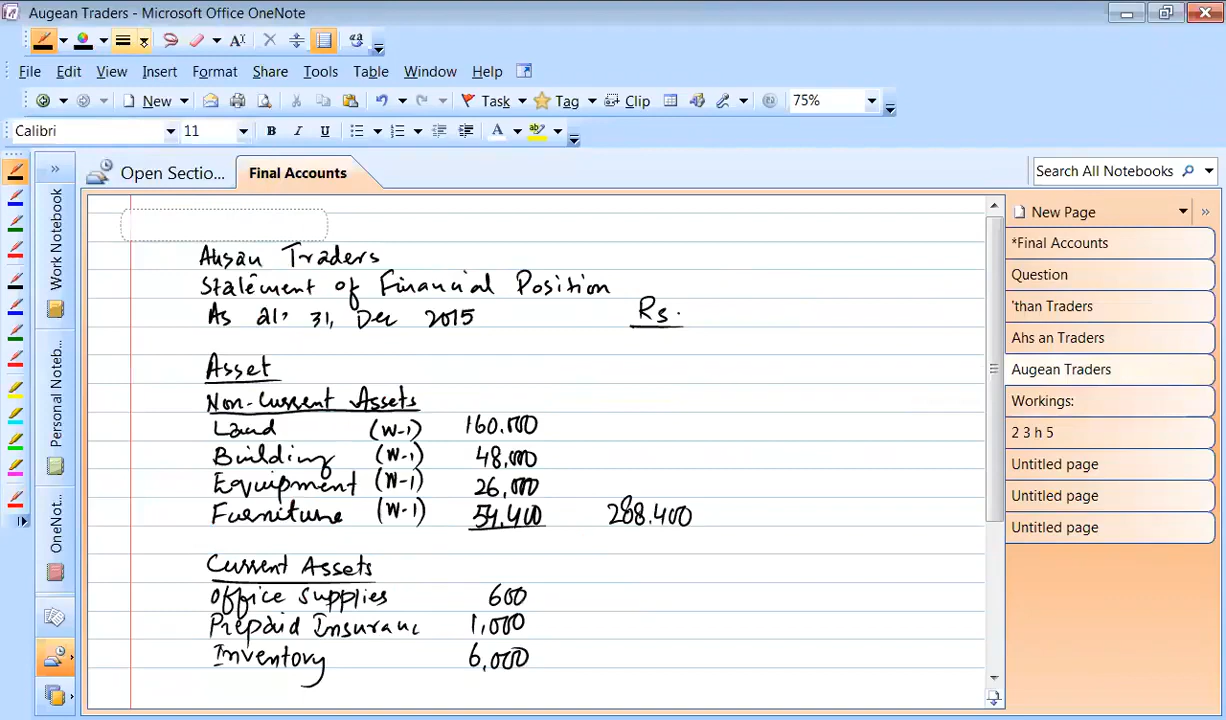 Augean Traders - Microsoft Office OneNote
File Edit View Insert Format Share Tools Table Window Help
New Task Tag Clip 75%
Calibri 11 B I U A ab
Open Sectio... Final Accounts Search All Notebooks
Work Notebook
Personal Noteb...
OneNot...
Ahsan Traders
Statement of Financial Position
As at: 31, Dec 2015 Rs.
Asset
Non-Current Assets
Land (W-1) 160.000
Building (W-1) 48,000
Equipment (W-1) 26,000
Furniture (W-1) 54,400 288.400
Current Assets
Office Supplies 600
Prepaid Insuranc 1,000
Inventory 6,000
New Page
*Final Accounts
Question
'than Traders
Ahs an Traders
Augean Traders
Workings:
2 3 h 5
Untitled page
Untitled page
Untitled page